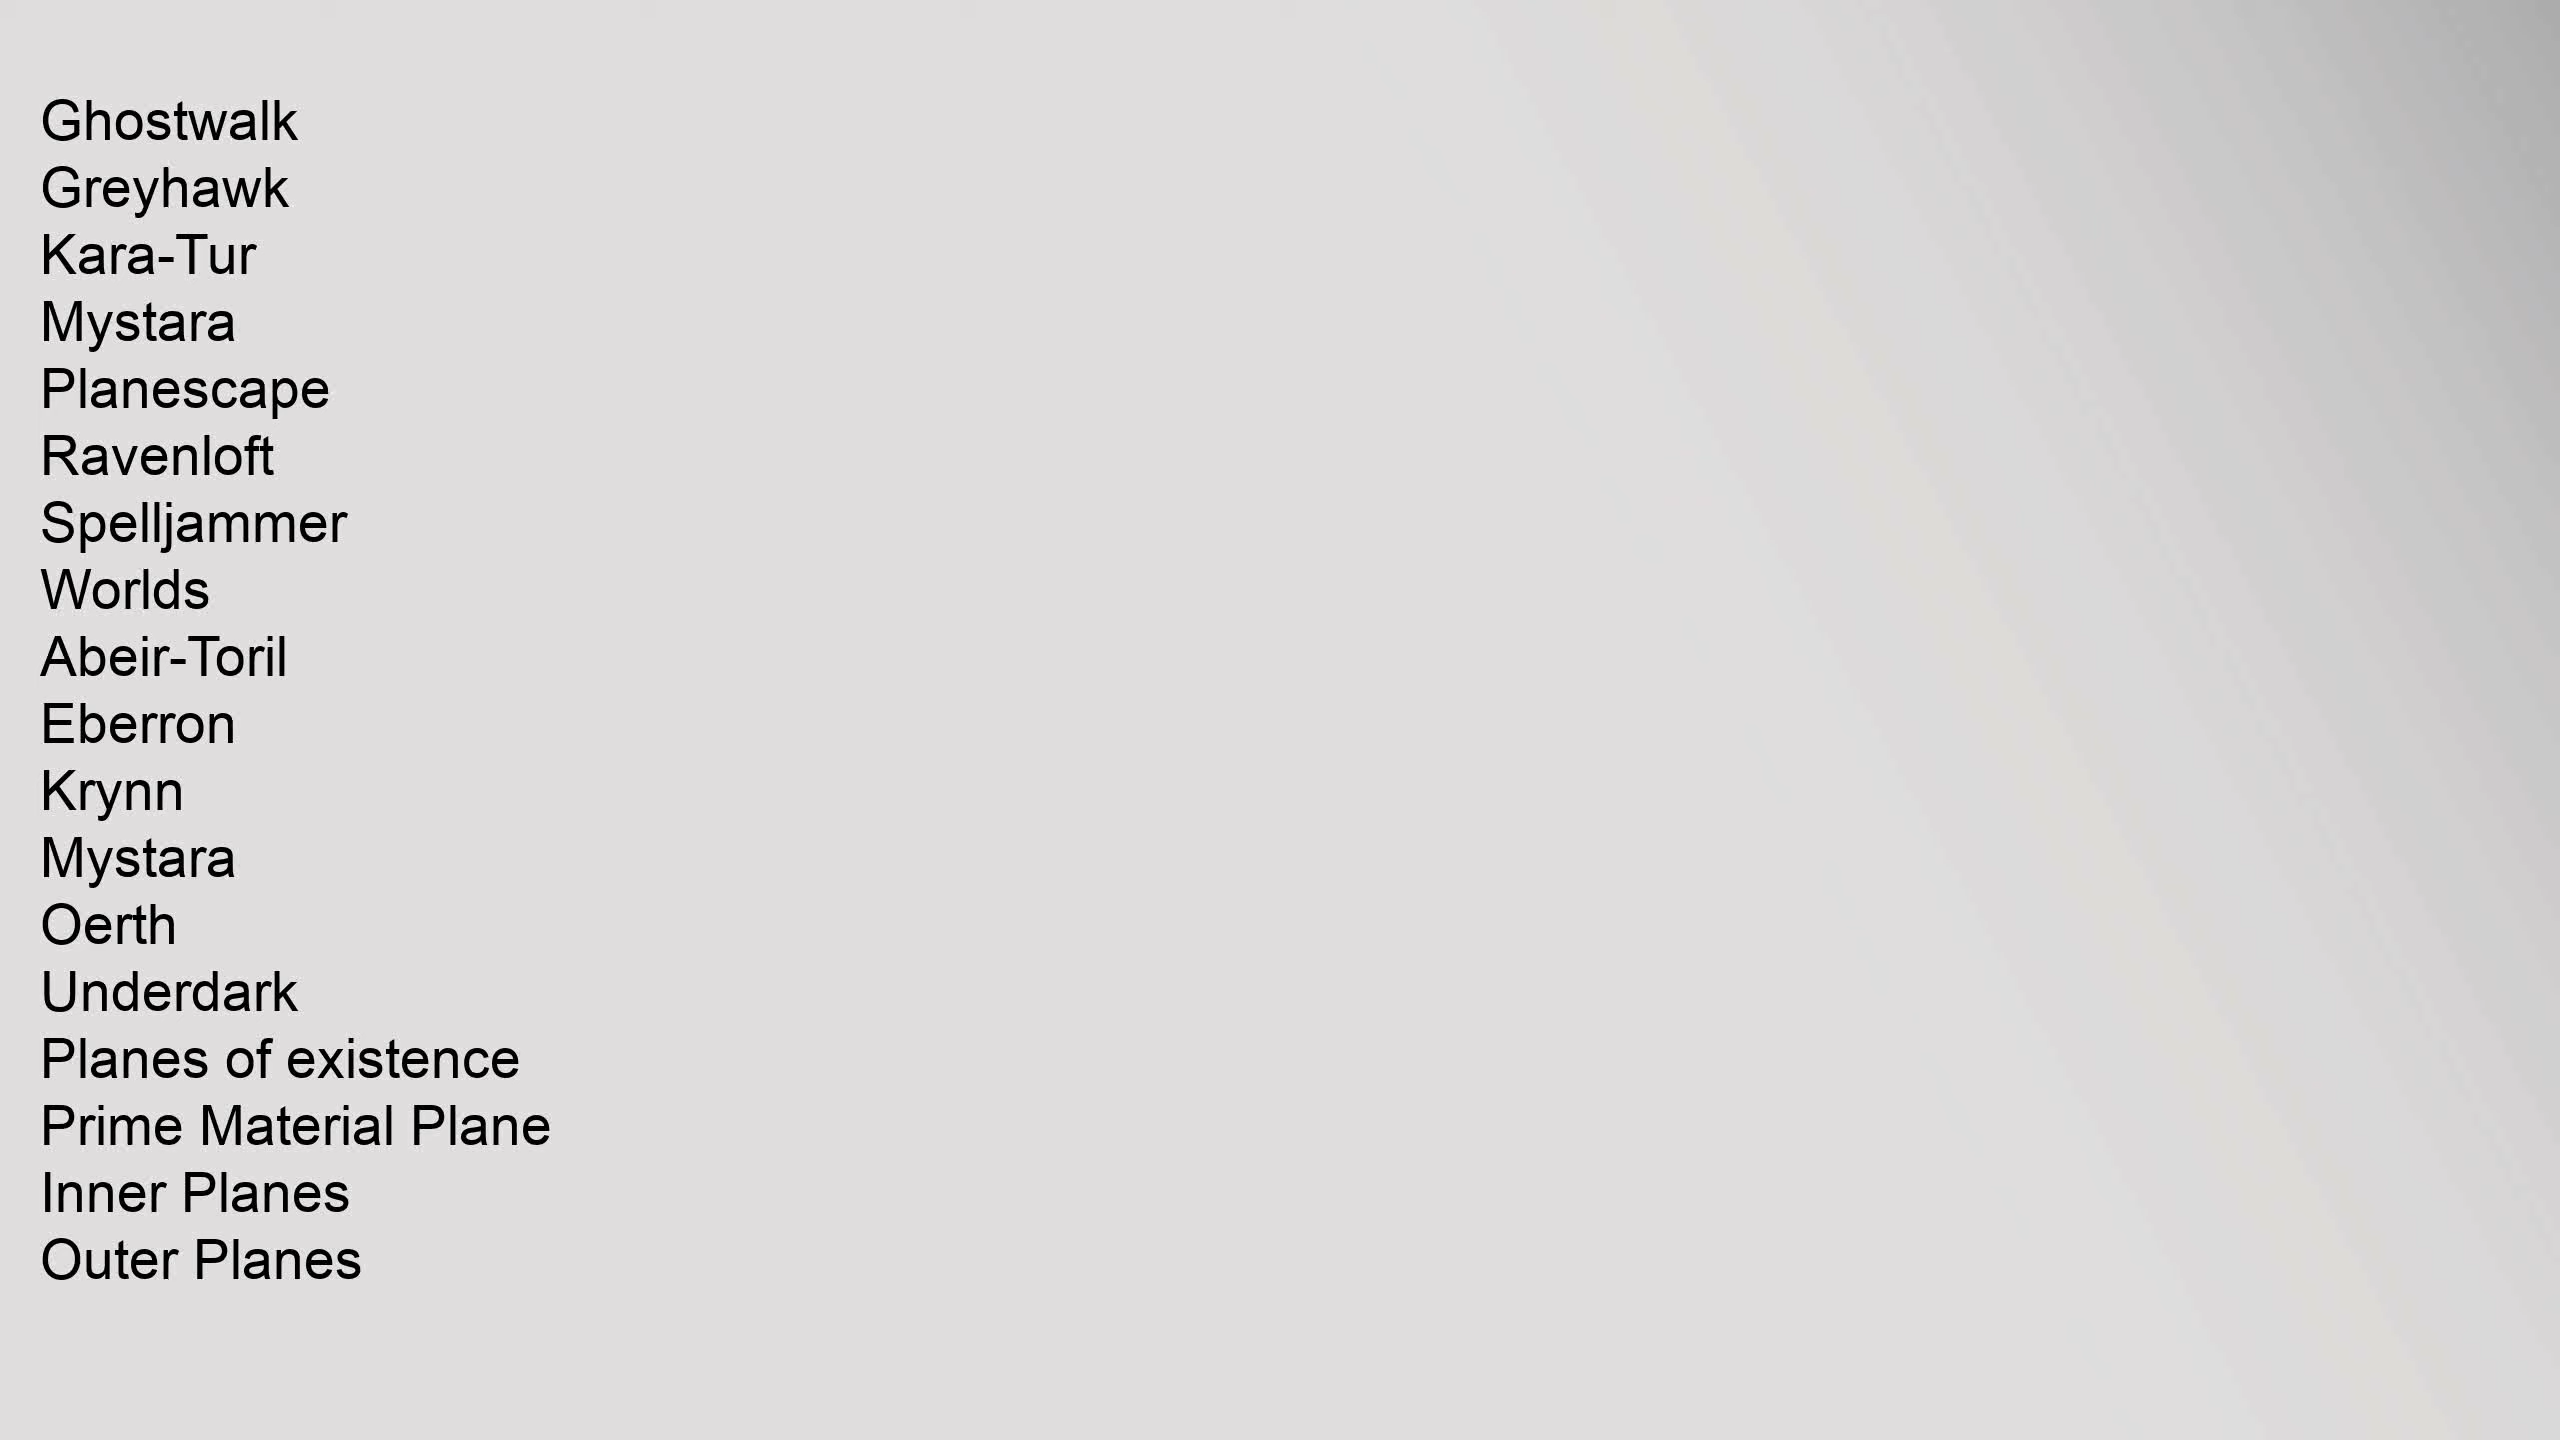 Ghostwalk
Greyhawk
Kara-Tur
Mystara
Planescape
Ravenloft
Spelljammer
Worlds
Abeir-Toril
Eberron
Krynn
Mystara
Oerth
Underdark
Planes of existence
Prime Material Plane
Inner Planes
Outer Planes